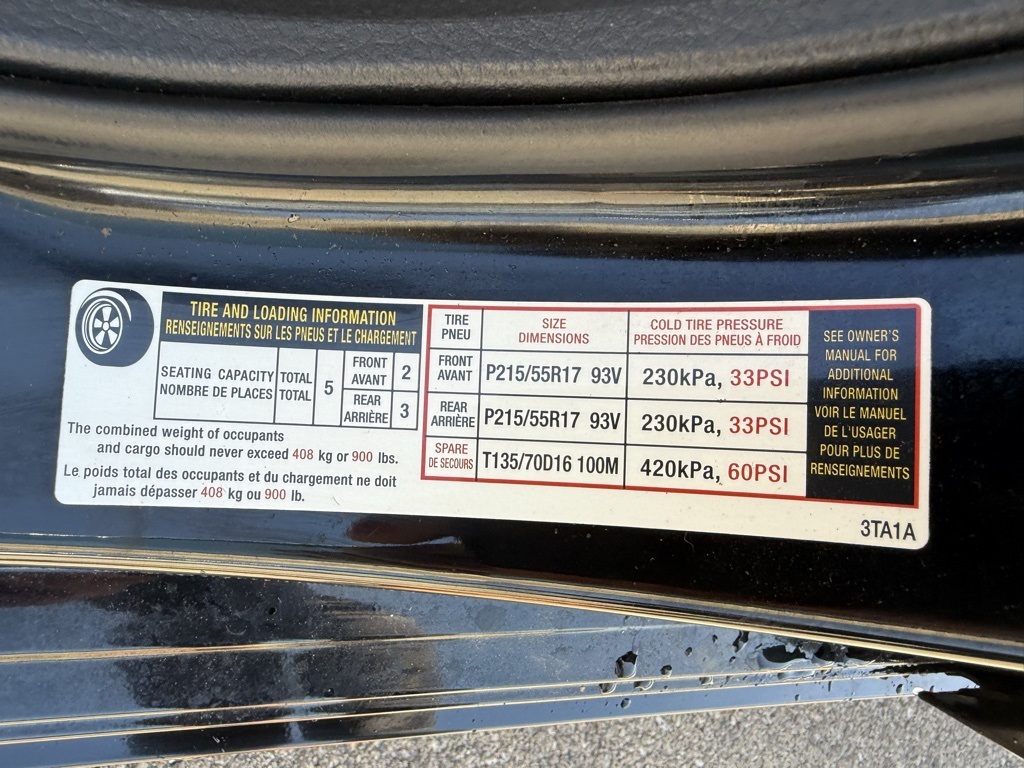 TIRE AND LOADING INFORMATION
RENSEIGNEMENTS SUR LES PNEUS ET LE CHARGEMENT
SEATING CAPACITY
NOMBRE DE PLACES
TOTAL
TOTAL
5
FRONT
AVANT
2
REAR
ARRIÈRE
3
The combined weight of occupants
and cargo should never exceed 408 kg or 900 lbs.
Le poids total des occupants et du chargement ne doit
jamais dépasser 408 kg ou 900 lb.
TIRE
PNEU
SIZE
DIMENSIONS
COLD TIRE PRESSURE
PRESSION DES PNEUS À FROID
FRONT
AVANT
P215/55R17 93V
230kPa, 33PSI
REAR
ARRIÈRE
P215/55R17 93V
230kPa, 33PSI
SPARE
DE SECOURS
T135/70D16 100M
420kPa, 60PSI
SEE OWNER'S
MANUAL FOR
ADDITIONAL
INFORMATION
VOIR LE MANUEL
DE L'USAGER
POUR PLUS DE
RENSEIGNEMENTS
3TA1A